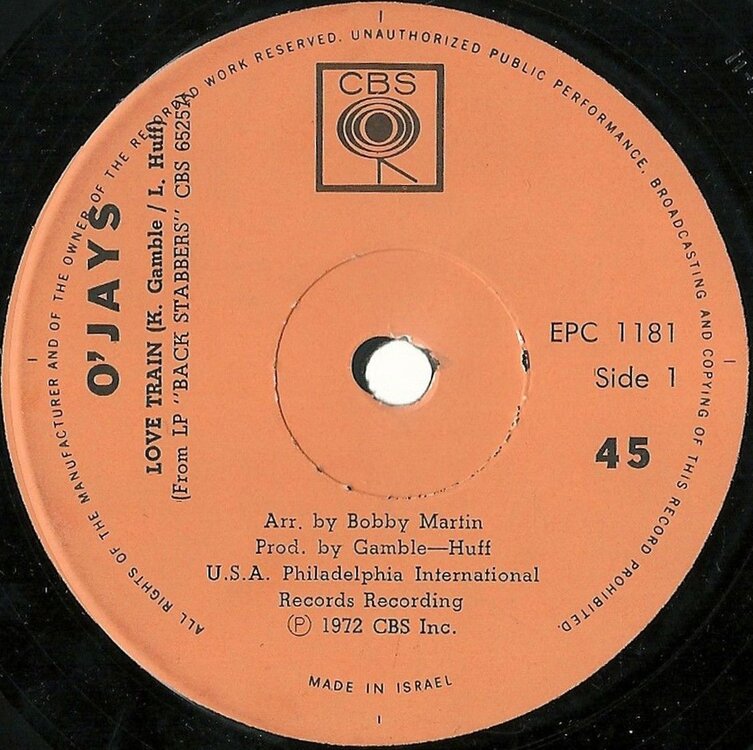 ALL RIGHTS OF THE MANUFACTURER AND OF THE OWNER OF THE RECORDED WORK RESERVED. UNAUTHORIZED PUBLIC PERFORMANCE, BROADCASTING AND COPYING OF THIS RECORD PROHIBITED.
CBS
O'JAYS
LOVE TRAIN (K. Gamble / L. Huff)
(From LP "BACK STABBERS" CBS 65251)
EPC 1181
Side 1
45
Arr. by Bobby Martin
Prod. by Gamble—Huff
U.S.A. Philadelphia International
Records Recording
Ⓟ 1972 CBS Inc.
MADE IN ISRAEL